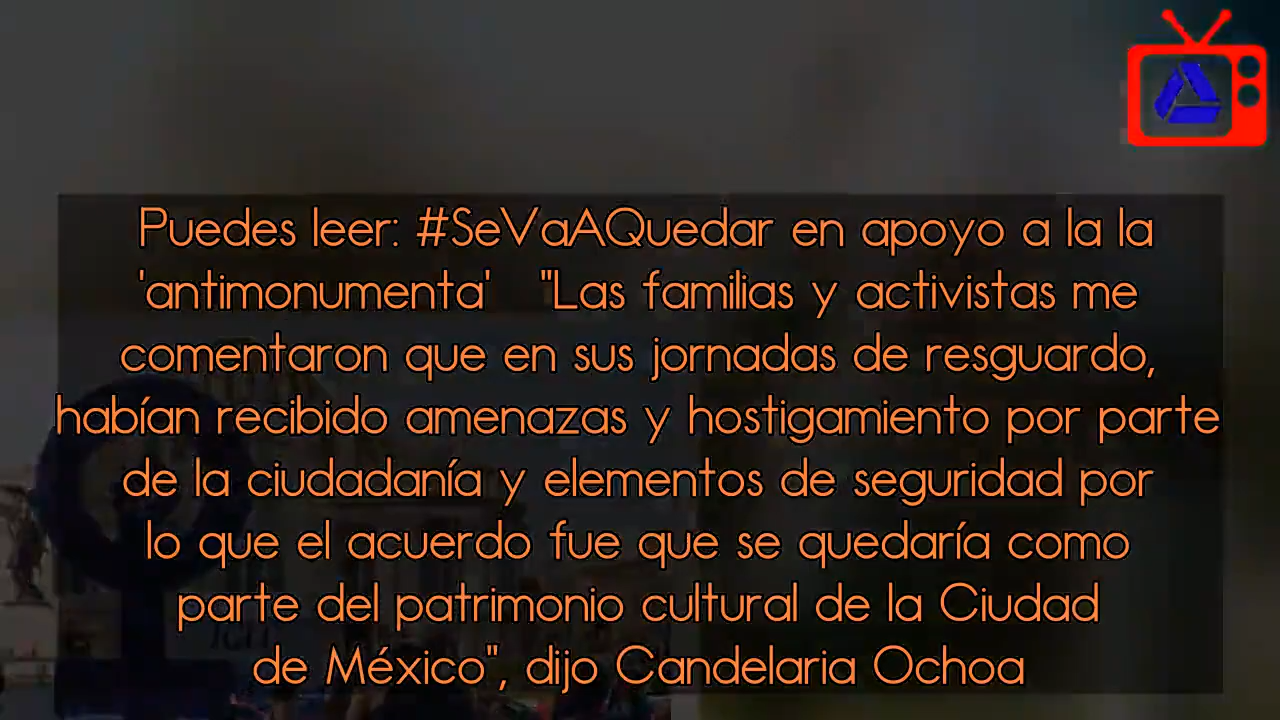 Puedes leer: #SeVaAQuedar en apoyo a la la
'antimonumenta'   "Las familias y activistas me
comentaron que en sus jornadas de resguardo,
habían recibido amenazas y hostigamiento por parte
de la ciudadanía y elementos de seguridad por
lo que el acuerdo fue que se quedaría como
parte del patrimonio cultural de la Ciudad
de México", dijo Candelaria Ochoa